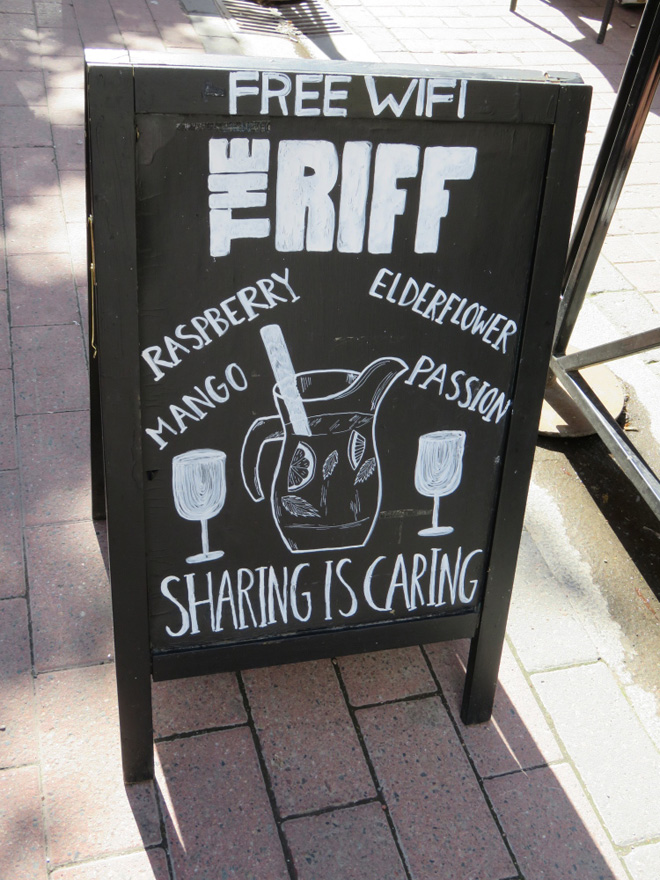 FREE WIFI
THE RIFF
RASPBERRY
ELDERFLOWER
MANGO
PASSION
SHARING IS CARING